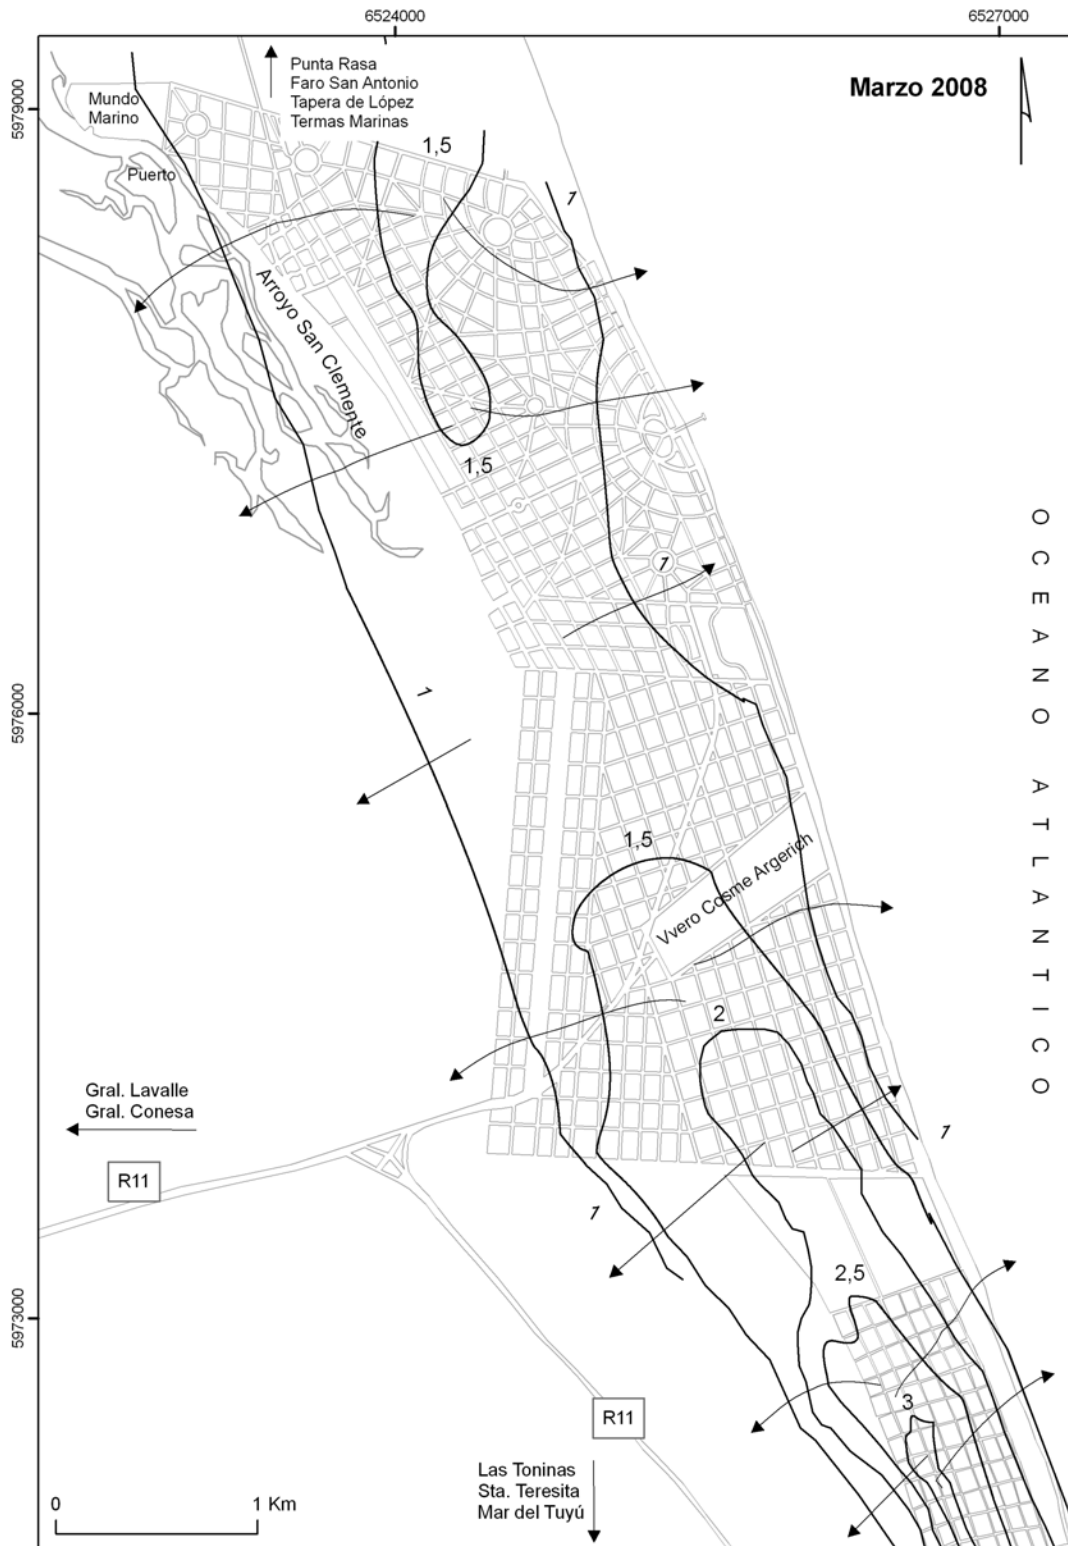 6524000
6527000
5979000
5976000
5973000
Marzo 2008
Punta Rasa
Faro San Antonio
Tapera de López
Termas Marinas
Mundo
Marino
Puerto
1,5
1
Arroyo San Clemente
1,5
1
1
OCEANO ATLANTICO
1,5
Vvero Cosme Argerich
2
Gral. Lavalle
Gral. Conesa
R11
1
1
2,5
3
R11
Las Toninas
Sta. Teresita
Mar del Tuyú
0 1 Km